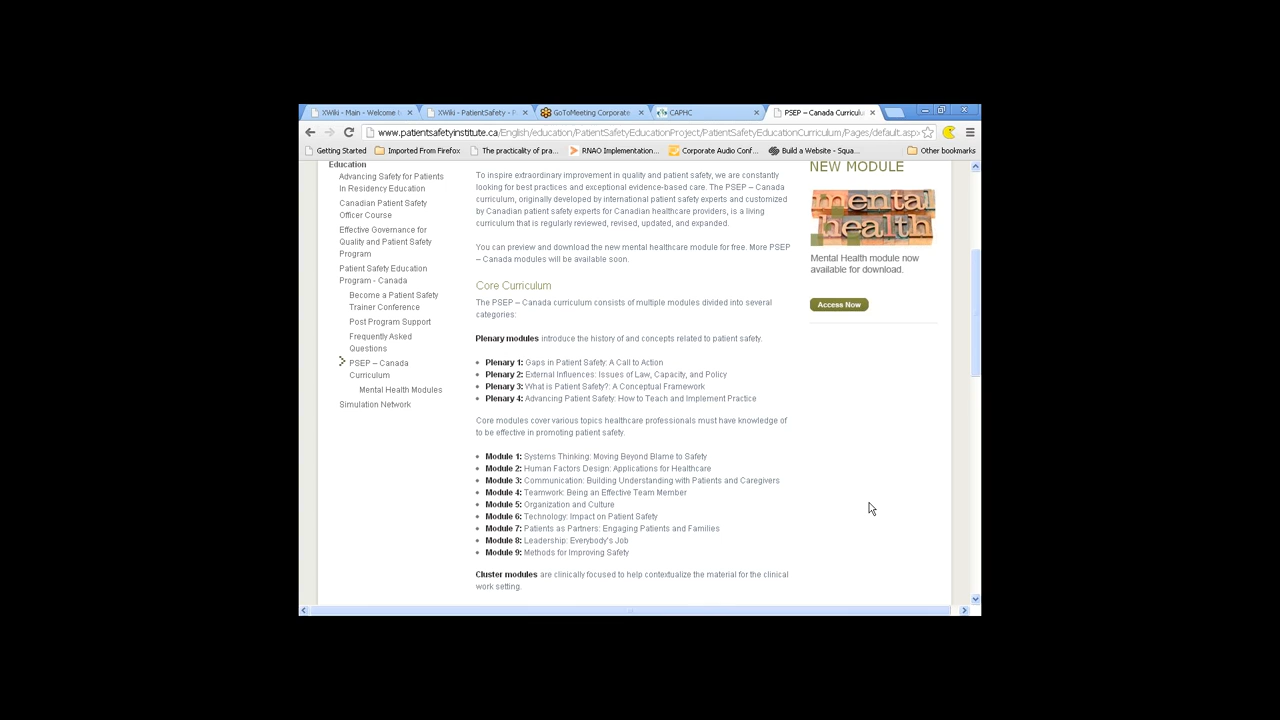 XWiki - Main - Welcome t
XWiki - PatientSafety - P
GoToMeeting Corporate
CAPHC
PSEP – Canada Curriculu
www.patientsafetyinstitute.ca/English/education/PatientSafetyEducationProject/PatientSafetyEducationCurriculum/Pages/default.asp
Getting Started
Imported From Firefox
The practicality of pra...
RNAO Implementation...
Corporate Audio Conf...
Build a Website - Squa...
Other bookmarks
Education
Advancing Safety for Patients
In Residency Education
Canadian Patient Safety
Officer Course
Effective Governance for
Quality and Patient Safety
Program
Patient Safety Education
Program - Canada
Become a Patient Safety
Trainer Conference
Post Program Support
Frequently Asked
Questions
PSEP – Canada
Curriculum
Mental Health Modules
Simulation Network
To inspire extraordinary improvement in quality and patient safety, we are constantly
looking for best practices and exceptional evidence-based care. The PSEP – Canada
curriculum, originally developed by international patient safety experts and customized
by Canadian patient safety experts for Canadian healthcare providers, is a living
curriculum that is regularly reviewed, revised, updated, and expanded.
You can preview and download the new mental healthcare module for free. More PSEP
– Canada modules will be available soon.
Core Curriculum
The PSEP – Canada curriculum consists of multiple modules divided into several
categories:
Plenary modules introduce the history of and concepts related to patient safety.
Plenary 1: Gaps in Patient Safety: A Call to Action
Plenary 2: External Influences: Issues of Law, Capacity, and Policy
Plenary 3: What is Patient Safety?: A Conceptual Framework
Plenary 4: Advancing Patient Safety: How to Teach and Implement Practice
Core modules cover various topics healthcare professionals must have knowledge of
to be effective in promoting patient safety.
Module 1: Systems Thinking: Moving Beyond Blame to Safety
Module 2: Human Factors Design: Applications for Healthcare
Module 3: Communication: Building Understanding with Patients and Caregivers
Module 4: Teamwork: Being an Effective Team Member
Module 5: Organization and Culture
Module 6: Technology: Impact on Patient Safety
Module 7: Patients as Partners: Engaging Patients and Families
Module 8: Leadership: Everybody's Job
Module 9: Methods for Improving Safety
Cluster modules are clinically focused to help contextualize the material for the clinical
work setting.
NEW MODULE
mental
health
Mental Health module now
available for download.
Access Now